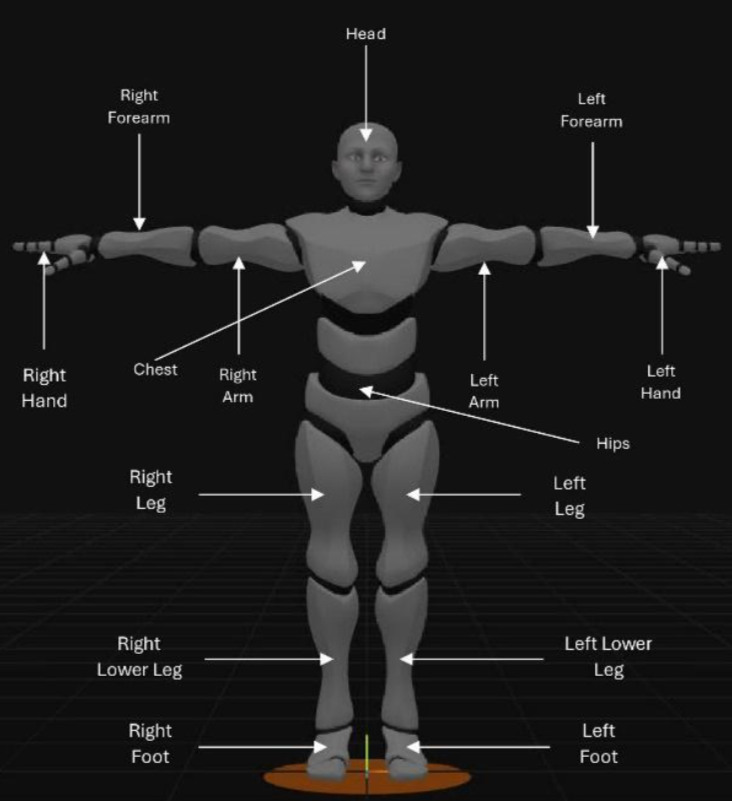 Head
Right
Forearm
Left
Forearm
Right
Hand
Chest
Right
Arm
Left
Arm
Left
Hand
Hips
Right
Leg
Left
Leg
Right
Lower Leg
Left Lower
Leg
Right
Foot
Left
Foot